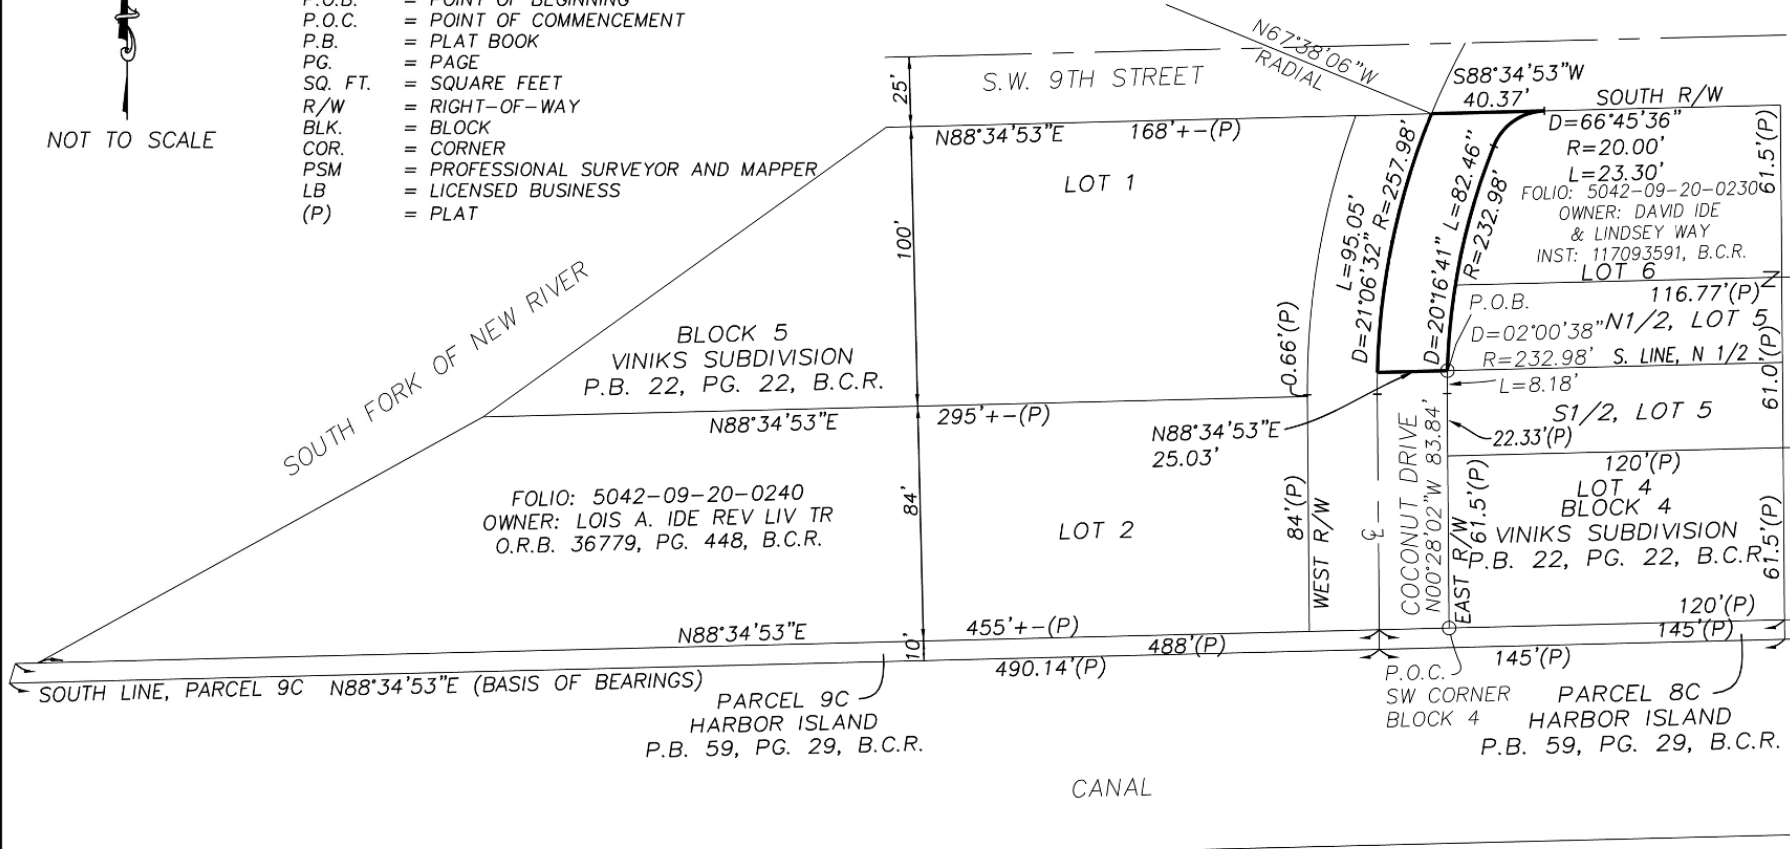 P.O.B. = POINT OF BEGINNING
P.O.C. = POINT OF COMMENCEMENT
P.B. = PLAT BOOK
PG. = PAGE
SQ. FT. = SQUARE FEET
R/W = RIGHT-OF-WAY
BLK. = BLOCK
COR. = CORNER
PSM = PROFESSIONAL SURVEYOR AND MAPPER
LB = LICENSED BUSINESS
(P) = PLAT
NOT TO SCALE
25'
S.W. 9TH STREET
N67°38'06"W
RADIAL
S88°34'53"W
40.37'
SOUTH R/W
N88°34'53"E 168'+-(P)
LOT 1
100'
D=66°45'36"
R=20.00'
L=23.30'
61.5'(P)
FOLIO: 5042-09-20-0230
OWNER: DAVID IDE
& LINDSEY WAY
INST: 117093591, B.C.R.
LOT 6
L=95.05'
D=21°06'32" R=257.98'
D=20°16'41" L=82.46"
R=232.98'
116.77'(P)
P.O.B.
N1/2, LOT 5
D=02°00'38"
R=232.98'
S. LINE, N 1/2
L=8.18'
61.0'(P)
S1/2, LOT 5
SOUTH FORK OF NEW RIVER
BLOCK 5
VINIKS SUBDIVISION
P.B. 22, PG. 22, B.C.R.
0.66'(P)
N88°34'53"E
295'+-(P)
N88°34'53"E
25.03'
22.33'(P)
120'(P)
LOT 4
BLOCK 4
VINIKS SUBDIVISION
P.B. 22, PG. 22, B.C.R.
61.5'(P)
FOLIO: 5042-09-20-0240
OWNER: LOIS A. IDE REV LIV TR
O.R.B. 36779, PG. 448, B.C.R.
84'
LOT 2
84'(P)
WEST R/W
CL
COCONUT DRIVE
N00°28'02"W 83.84'
EAST R/W
61.5'(P)
120'(P)
145'(P)
N88°34'53"E
10'
455'+-(P)
488'(P)
490.14'(P)
145'(P)
SOUTH LINE, PARCEL 9C N88°34'53"E (BASIS OF BEARINGS)
PARCEL 9C
HARBOR ISLAND
P.B. 59, PG. 29, B.C.R.
P.O.C.
SW CORNER
BLOCK 4
PARCEL 8C
HARBOR ISLAND
P.B. 59, PG. 29, B.C.R.
CANAL